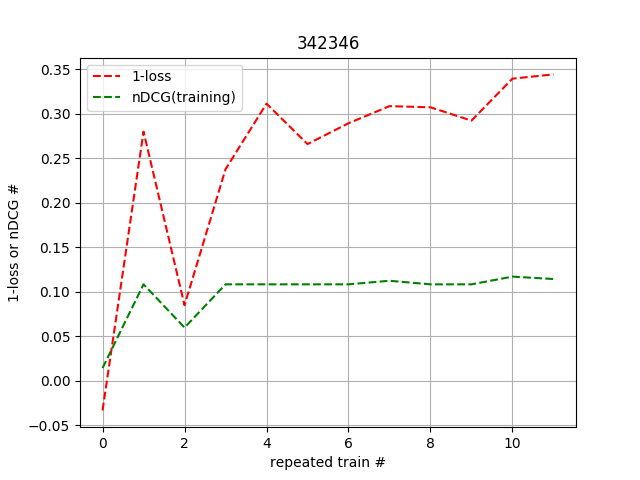 342346
1-loss
nDCG(training)
0.35
0.30
0.25
0.20
0.15
0.10
0.05
0.00
−0.05
1-loss or nDCG #
0 2 4 6 8 10
repeated train #